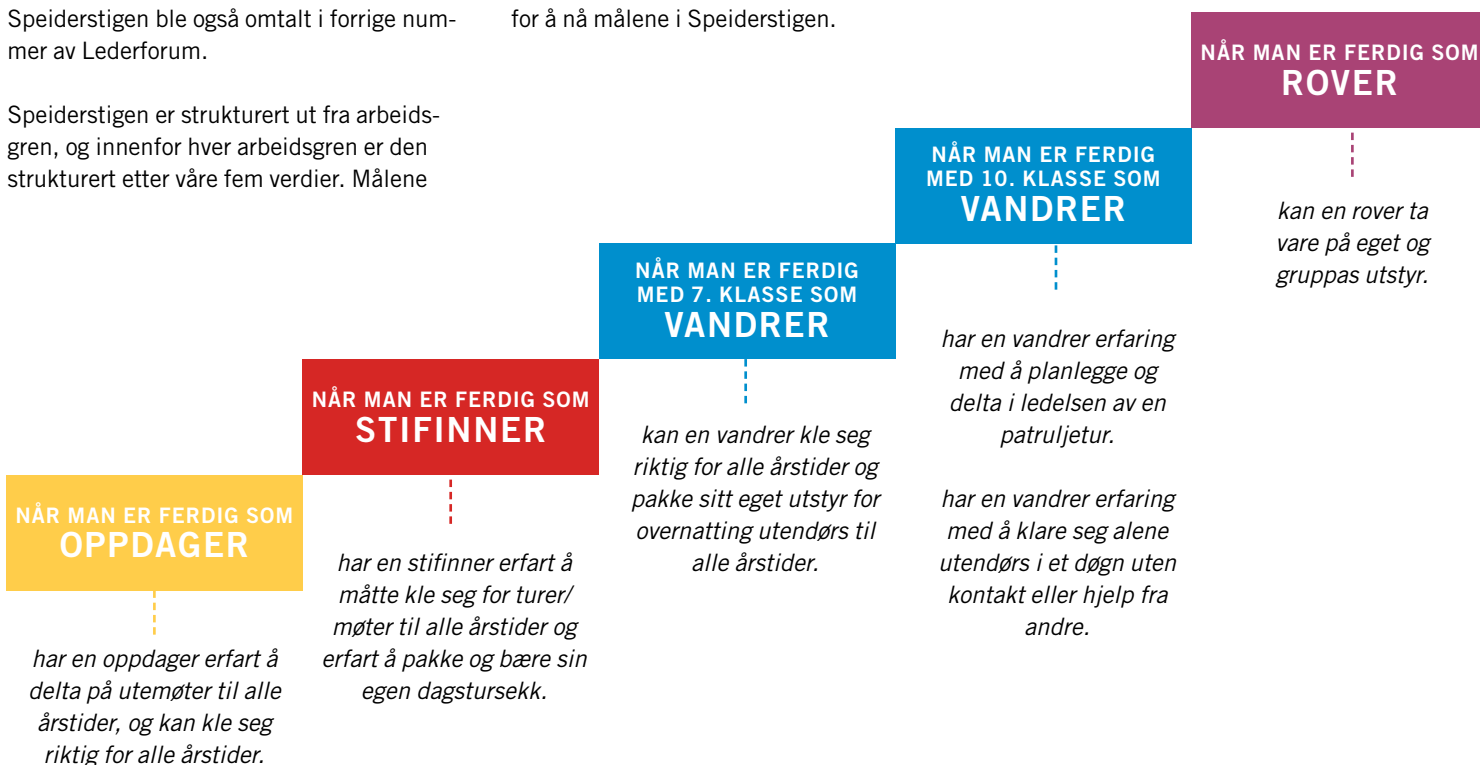 Speiderstigen ble også omtalt i forrige num-
mer av Lederforum.
Speiderstigen er strukturert ut fra arbeids-
gren, og innenfor hver arbeidsgren er den
strukturert etter våre fem verdier. Målene
for å nå målene i Speiderstigen.
NÅR MAN ER FERDIG SOM
OPPDAGER
har en oppdager erfart å
delta på utemøter til alle
årstider, og kan kle seg
riktig for alle årstider.
NÅR MAN ER FERDIG SOM
STIFINNER
har en stifinner erfart å
måtte kle seg for turer/
møter til alle årstider og
erfart å pakke og bære sin
egen dagstursekk.
NÅR MAN ER FERDIG
MED 7. KLASSE SOM
VANDRER
kan en vandrer kle seg
riktig for alle årstider og
pakke sitt eget utstyr for
overnatting utendørs til
alle årstider.
NÅR MAN ER FERDIG
MED 10. KLASSE SOM
VANDRER
har en vandrer erfaring
med å planlegge og
delta i ledelsen av en
patruljetur.
har en vandrer erfaring
med å klare seg alene
utendørs i et døgn uten
kontakt eller hjelp fra
andre.
NÅR MAN ER FERDIG SOM
ROVER
kan en rover ta
vare på eget og
gruppas utstyr.